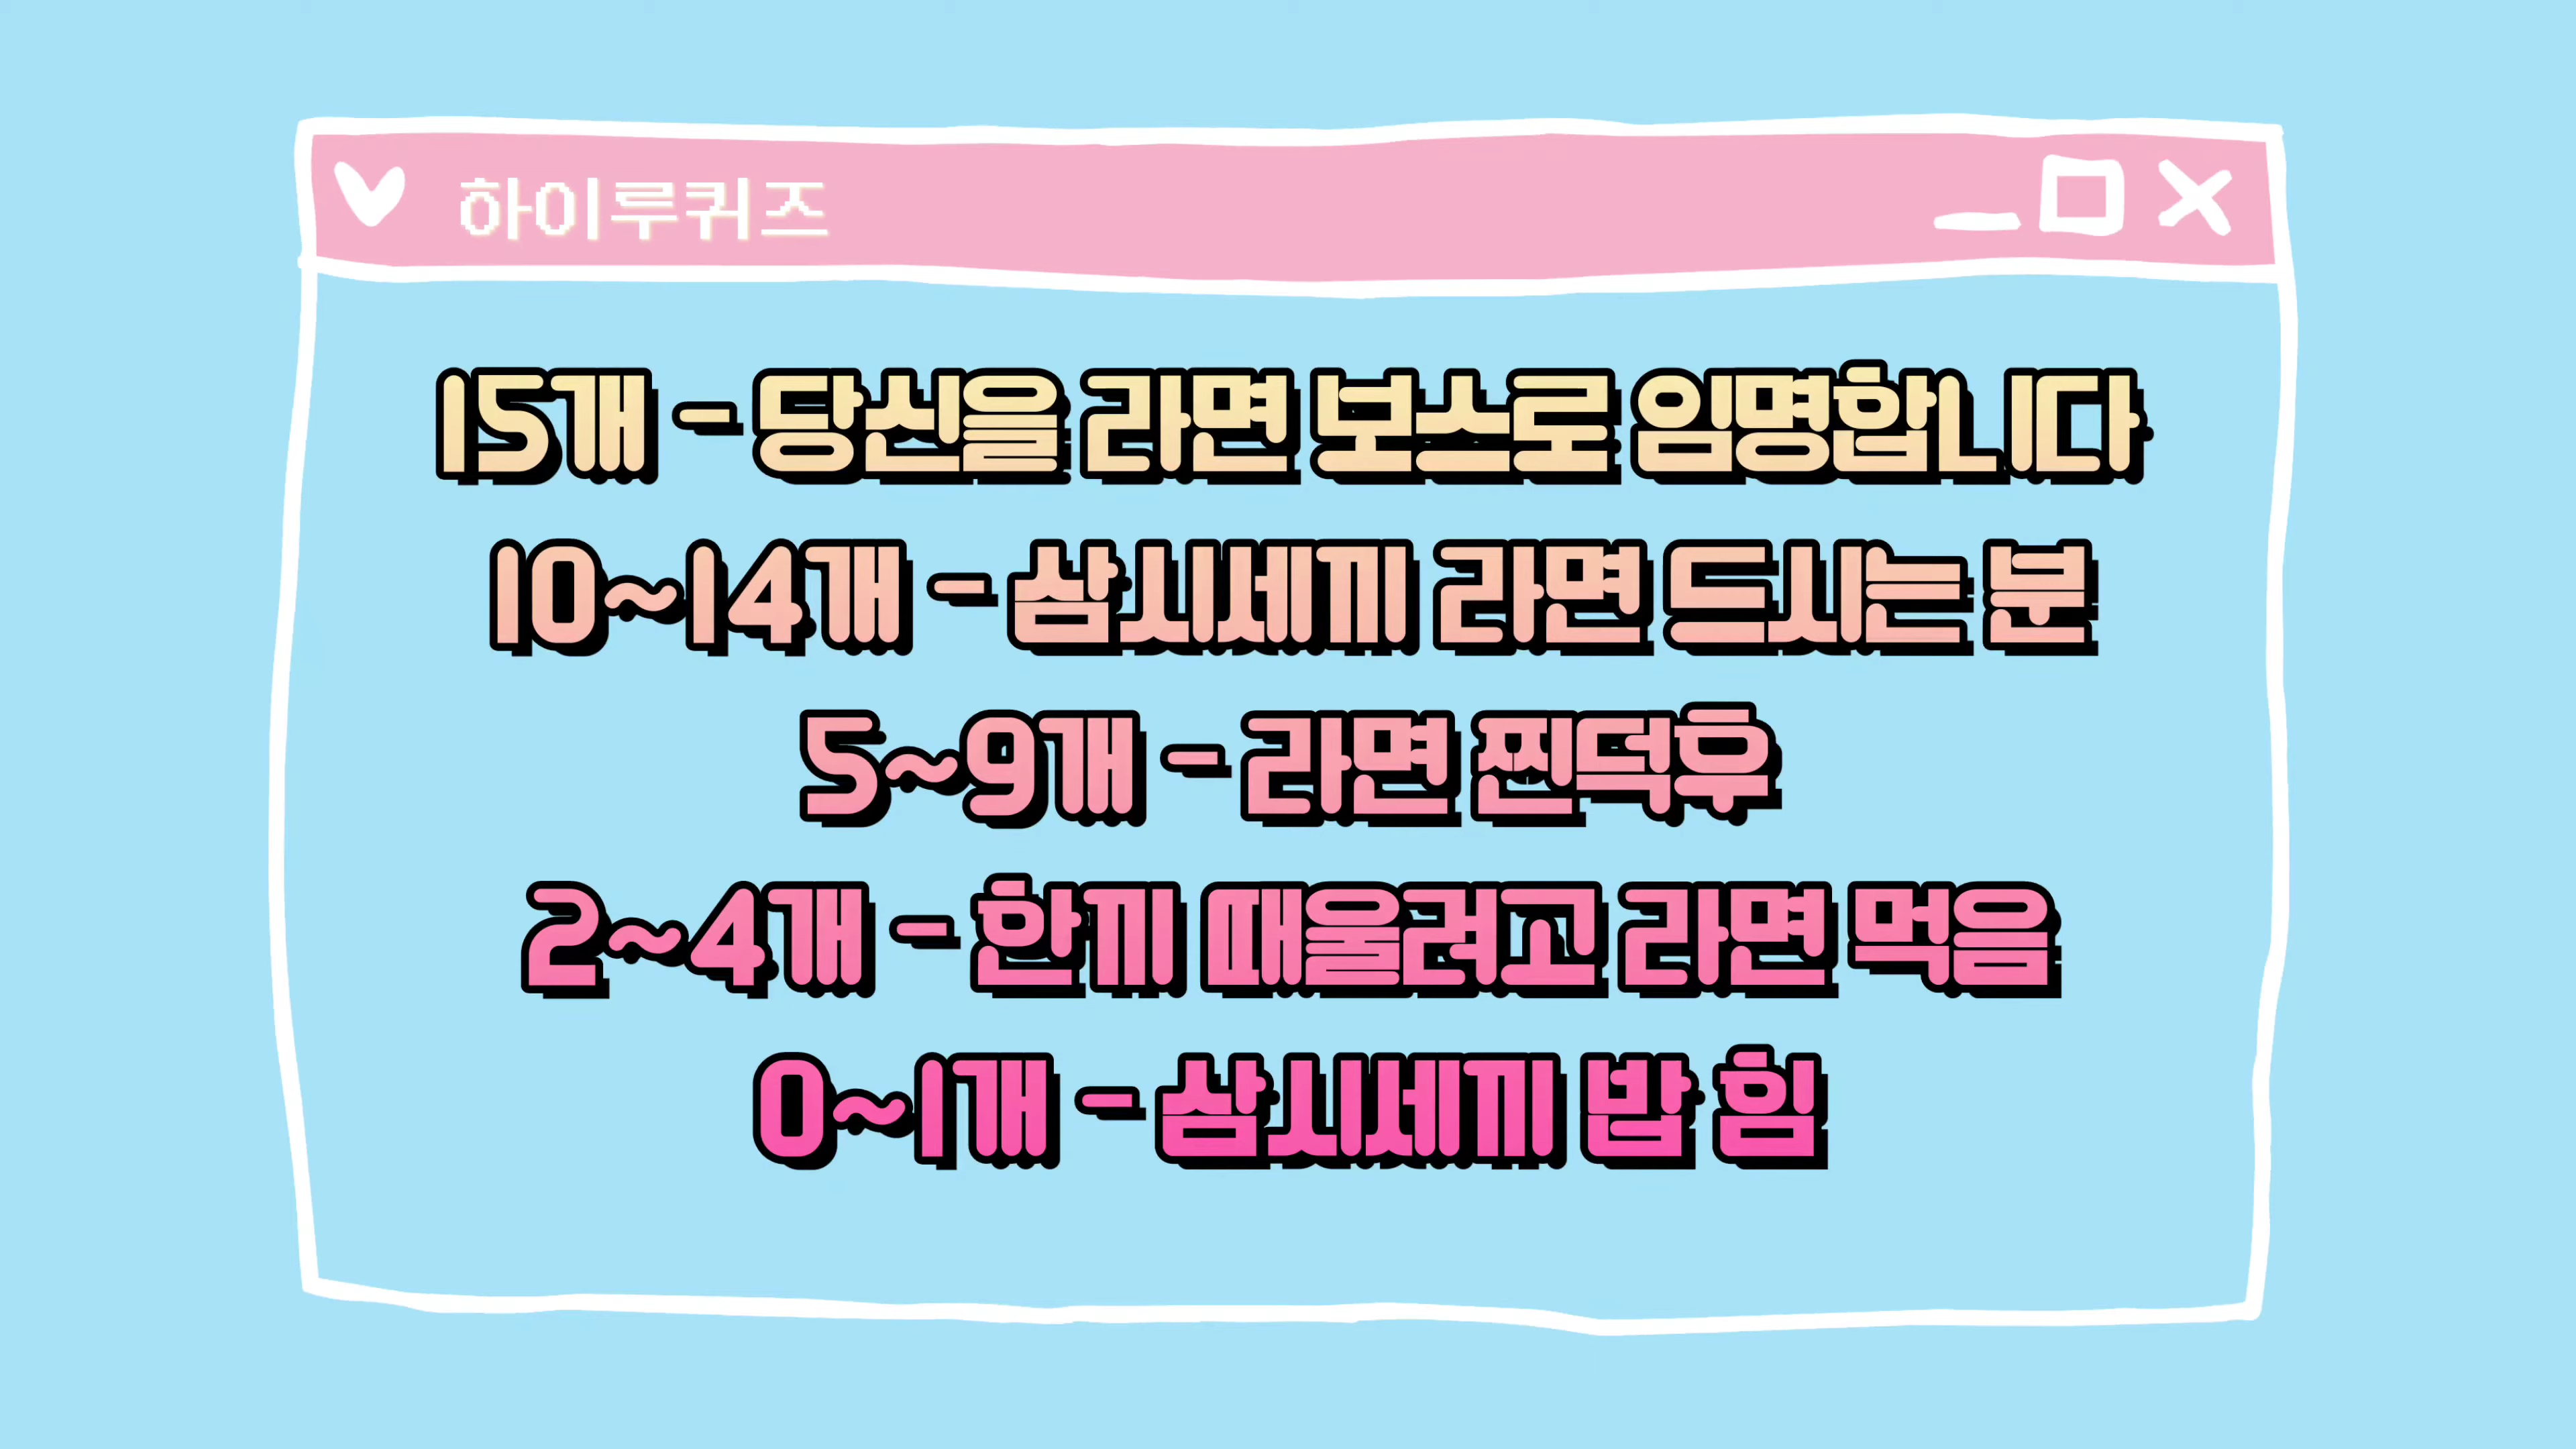 하이루퀴즈
15개 - 당신을 라면 보스로 임명합니다
10~14개 - 삼시세끼 라면 드시는 분
5~9개 - 라면 찐덕후
2~4개 - 한끼 때울려고 라면 먹음
0~1개 - 삼시세끼 밥 힘